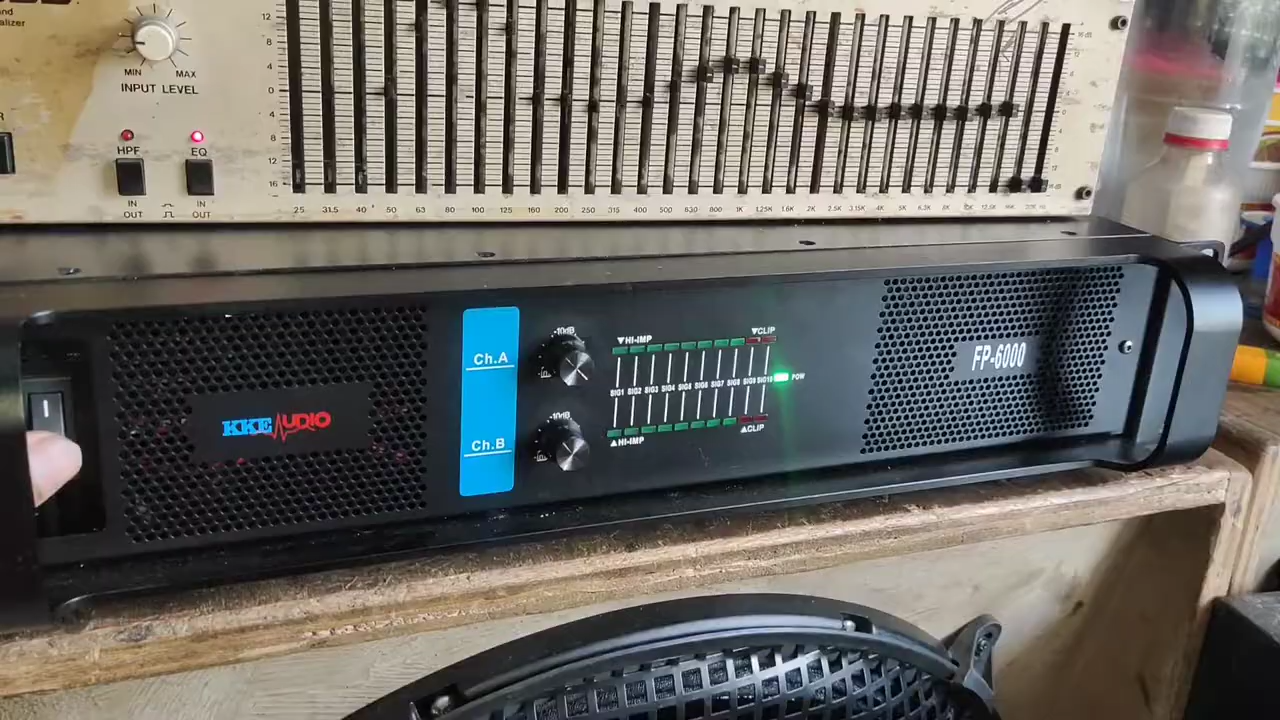 and
alizer
MIN MAX
INPUT LEVEL
HPF EQ
IN IN
OUT OUT
12
8
4
0
4
8
12
16
25 31.5 40 50 63 80 100 125 160 200 250 315 400 500 630 800 1K 1.25K 1.6K 2K 2.5K 3.15K 4K 5K 6.3K 8K 12.5K 16K 20K
KKE AUDIO
Ch.A
Ch.B
-10dB
-10dB
▼HI-IMP ▼CLIP
SIG1 SIG2 SIG3 SIG4 SIG5 SIG6 SIG7 SIG8 SIG9 SIG10 POW
▲HI-IMP ▲CLIP
FP-6000